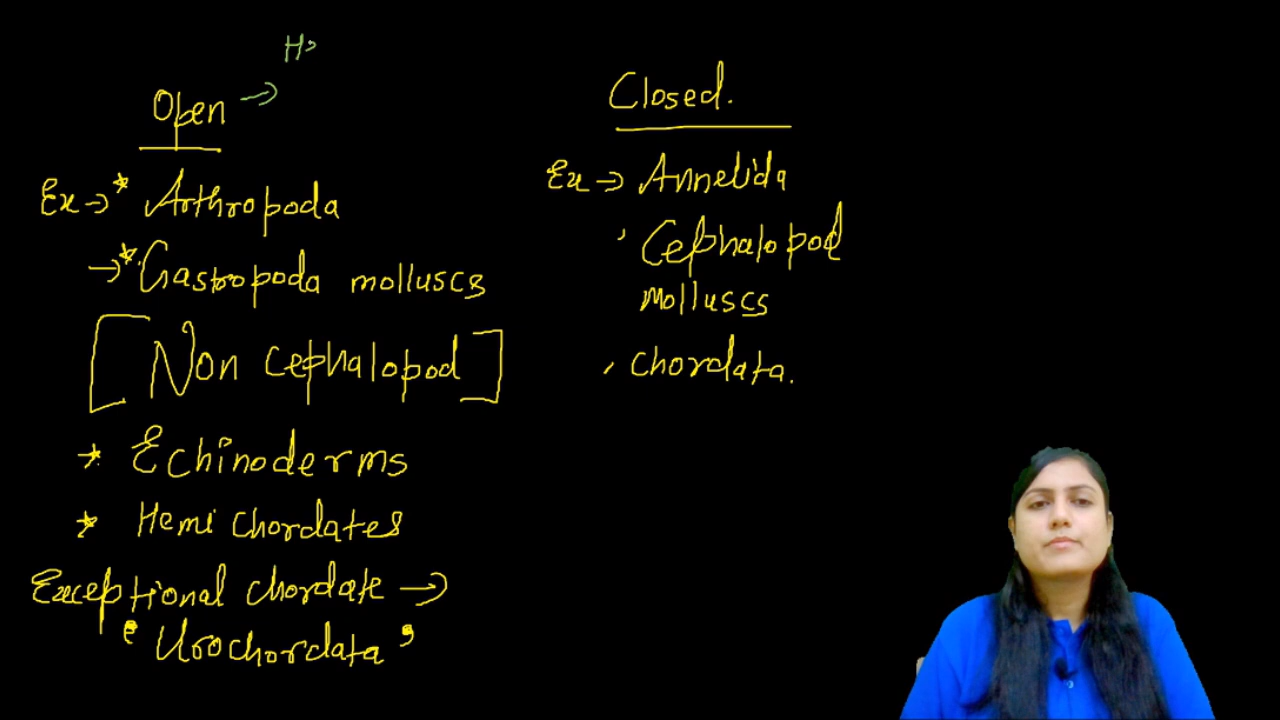 Open →
Ex → * Arthropoda
→ * Gastropoda molluscs
[Non Cephalopod]
* Echinoderms
* Hemi Chordates
Exceptional chordate →
‘Urochordata’
Closed.
Ex → Annelida
, Cephalopod
molluscs
, Chordata.